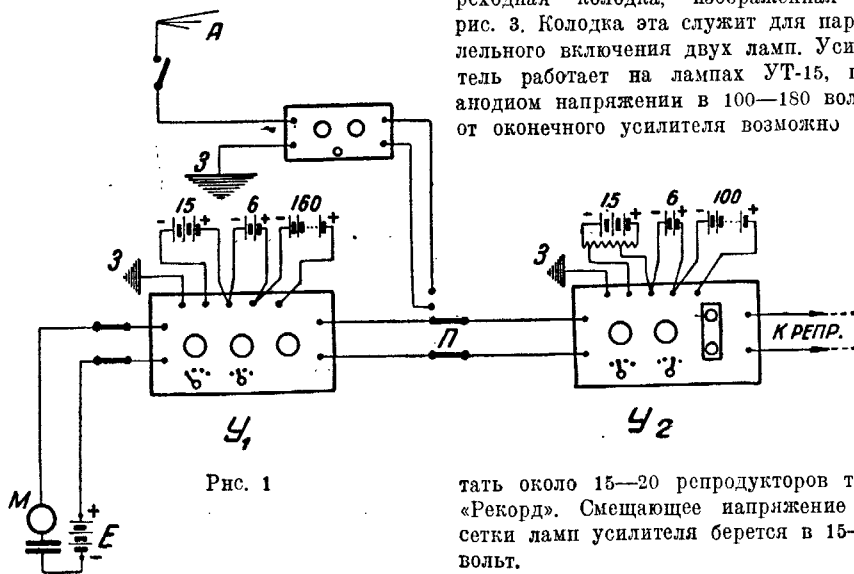 реходная колодка, изображенная
рис. 3. Колодка эта служит для пар
лельного включения двух ламп. Уси
тель работает на лампах УТ-15, п
анодном напряжении в 100—180 вол
от оконечного усилителя возможно
А
~
З
- 15 +
- 6 +
- 160 +
З
П
У1
М
+
Е
-
Рис. 1
- 15 +
- 6 +
- 100 +
З
К РЕПР.
У2
тать около 15—20 репродукторов т
«Рекорд». Смещающее напряжение
сетки ламп усилителя берется в 15-
вольт.